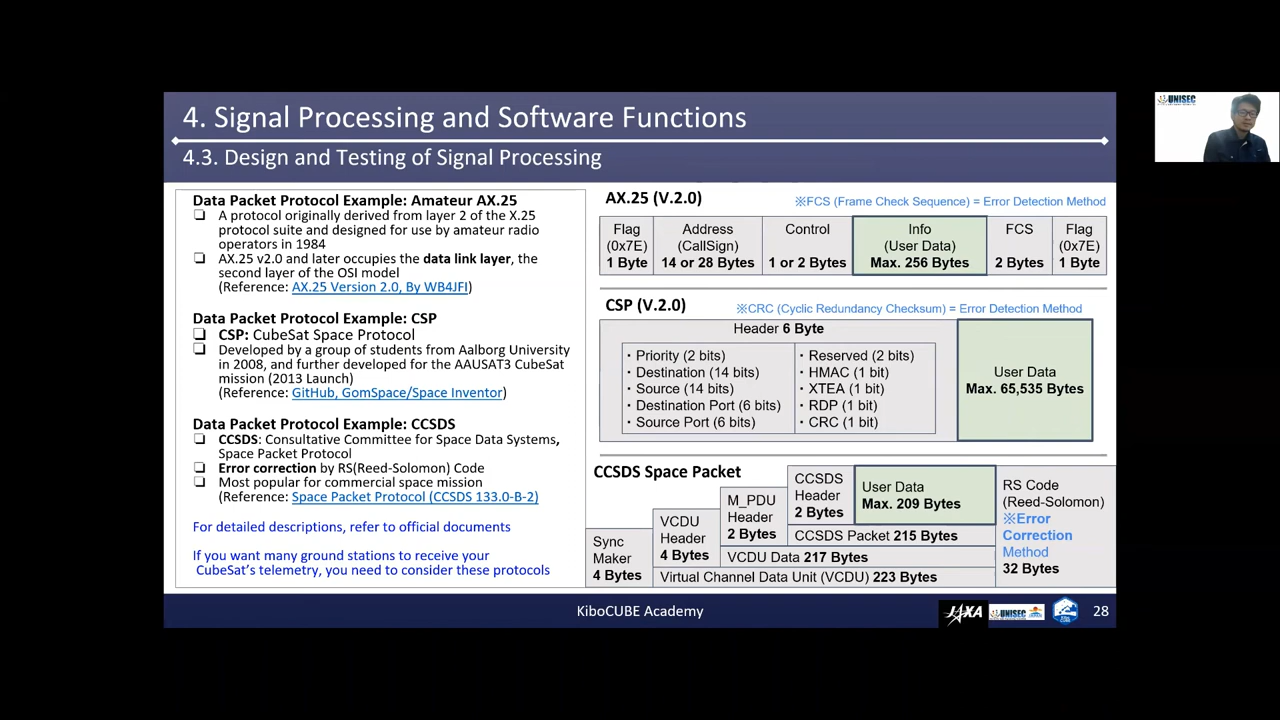 4. Signal Processing and Software Functions
4.3. Design and Testing of Signal Processing
Data Packet Protocol Example: Amateur AX.25
❏ A protocol originally derived from layer 2 of the X.25
protocol suite and designed for use by amateur radio
operators in 1984
❏ AX.25 v2.0 and later occupies the data link layer, the
second layer of the OSI model
(Reference: AX.25 Version 2.0, By WB4JFI)
Data Packet Protocol Example: CSP
❏ CSP: CubeSat Space Protocol
❏ Developed by a group of students from Aalborg University
in 2008, and further developed for the AAUSAT3 CubeSat
mission (2013 Launch)
(Reference: GitHub, GomSpace/Space Inventor)
Data Packet Protocol Example: CCSDS
❏ CCSDS: Consultative Committee for Space Data Systems,
Space Packet Protocol
❏ Error correction by RS(Reed-Solomon) Code
❏ Most popular for commercial space mission
(Reference: Space Packet Protocol (CCSDS 133.0-B-2)
For detailed descriptions, refer to official documents
If you want many ground stations to receive your
CubeSat's telemetry, you need to consider these protocols
AX.25 (V.2.0)
※FCS (Frame Check Sequence) = Error Detection Method
Flag
(0x7E)
1 Byte
Address
(CallSign)
14 or 28 Bytes
Control
1 or 2 Bytes
Info
(User Data)
Max. 256 Bytes
FCS
2 Bytes
Flag
(0x7E)
1 Byte
CSP (V.2.0)
※CRC (Cyclic Redundancy Checksum) = Error Detection Method
Header 6 Byte
・Priority (2 bits)
・Destination (14 bits)
・Source (14 bits)
・Destination Port (6 bits)
・Source Port (6 bits)
・Reserved (2 bits)
・HMAC (1 bit)
・XTEA (1 bit)
・RDP (1 bit)
・CRC (1 bit)
User Data
Max. 65,535 Bytes
CCSDS Space Packet
Sync
Maker
4 Bytes
VCDU
Header
4 Bytes
M_PDU
Header
2 Bytes
CCSDS
Header
2 Bytes
User Data
Max. 209 Bytes
CCSDS Packet 215 Bytes
VCDU Data 217 Bytes
Virtual Channel Data Unit (VCDU) 223 Bytes
RS Code
(Reed-Solomon)
※Error
Correction
Method
32 Bytes
KiboCUBE Academy
JAXA
UNISEC
28
UNISEC